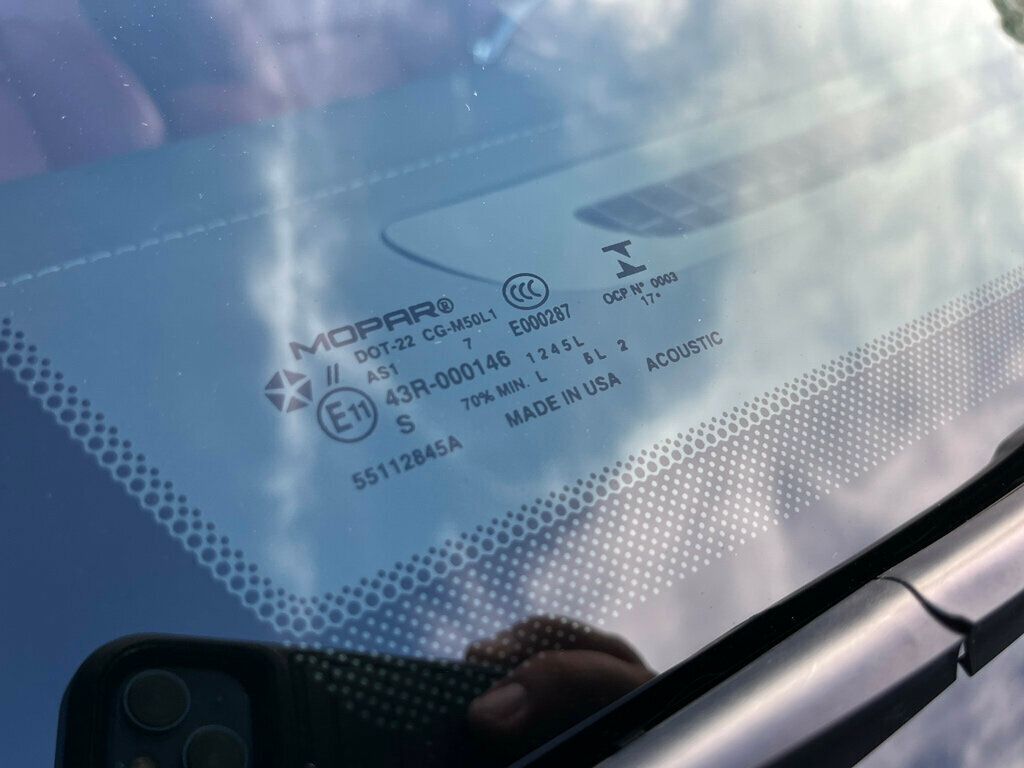 MOPAR®
DOT-22 CG-M50L1
// AS1 7 E000287
OCP Nº 0003
17*
E11 43R-000146 1245L
S 70% MIN. L 5L 2
55112845A MADE IN USA ACOUSTIC
CCC